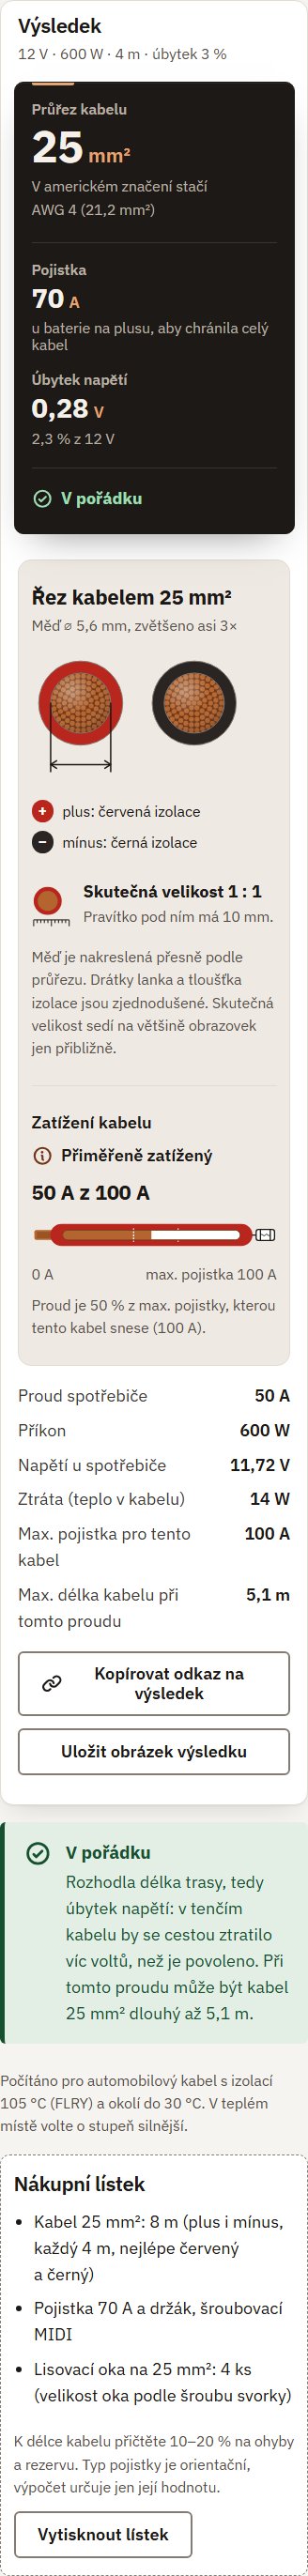 Výsledek
12 V · 600 W · 4 m · úbytek 3 %
Průřez kabelu
25 mm²
V americkém značení stačí
AWG 4 (21,2 mm²)
Pojistka
70 A
u baterie na plusu, aby chránila celý
kabel
Úbytek napětí
0,28 V
2,3 % z 12 V
V pořádku
Řez kabelem 25 mm²
Měď ⌀ 5,6 mm, zvětšeno asi 3×
plus: červená izolace
mínus: černá izolace
Skutečná velikost 1 : 1
Pravítko pod ním má 10 mm.
Měď je nakreslená přesně podle
průřezu. Drátky lanka a tloušťka
izolace jsou zjednodušené. Skutečná
velikost sedí na většině obrazovek
jen přibližně.
Zatížení kabelu
Přiměřeně zatížený
50 A z 100 A
0 A max. pojistka 100 A
Proud je 50 % z max. pojistky, kterou
tento kabel snese (100 A).
Proud spotřebiče 50 A
Příkon 600 W
Napětí u spotřebiče 11,72 V
Ztráta (teplo v kabelu) 14 W
Max. pojistka pro tento 100 A
kabel
Max. délka kabelu při 5,1 m
tomto proudu
Kopírovat odkaz na
výsledek
Uložit obrázek výsledku
V pořádku
Rozhodla délka trasy, tedy
úbytek napětí: v tenčím
kabelu by se cestou ztratilo
víc voltů, než je povoleno. Při
tomto proudu může být kabel
25 mm² dlouhý až 5,1 m.
Počítáno pro automobilový kabel s izolací
105 °C (FLRY) a okolí do 30 °C. V teplém
místě volte o stupeň silnější.
Nákupní lístek
• Kabel 25 mm²: 8 m (plus i mínus,
každý 4 m, nejlépe červený
a černý)
• Pojistka 70 A a držák, šroubovací
MIDI
• Lisovací oka na 25 mm²: 4 ks
(velikost oka podle šroubu svorky)
K délce kabelu přičtěte 10–20 % na ohyby
a rezervu. Typ pojistky je orientační,
výpočet určuje jen její hodnotu.
Vytisknout lístek